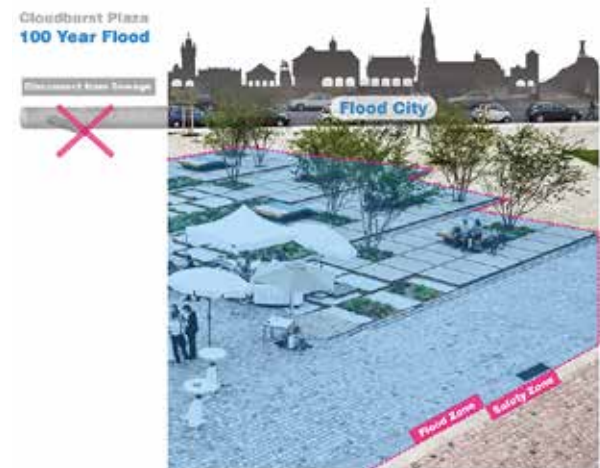 Cloudburst Plaza
100 Year Flood
Disconnect from Sewage
Flood City
Flood Zone
Safety Zone